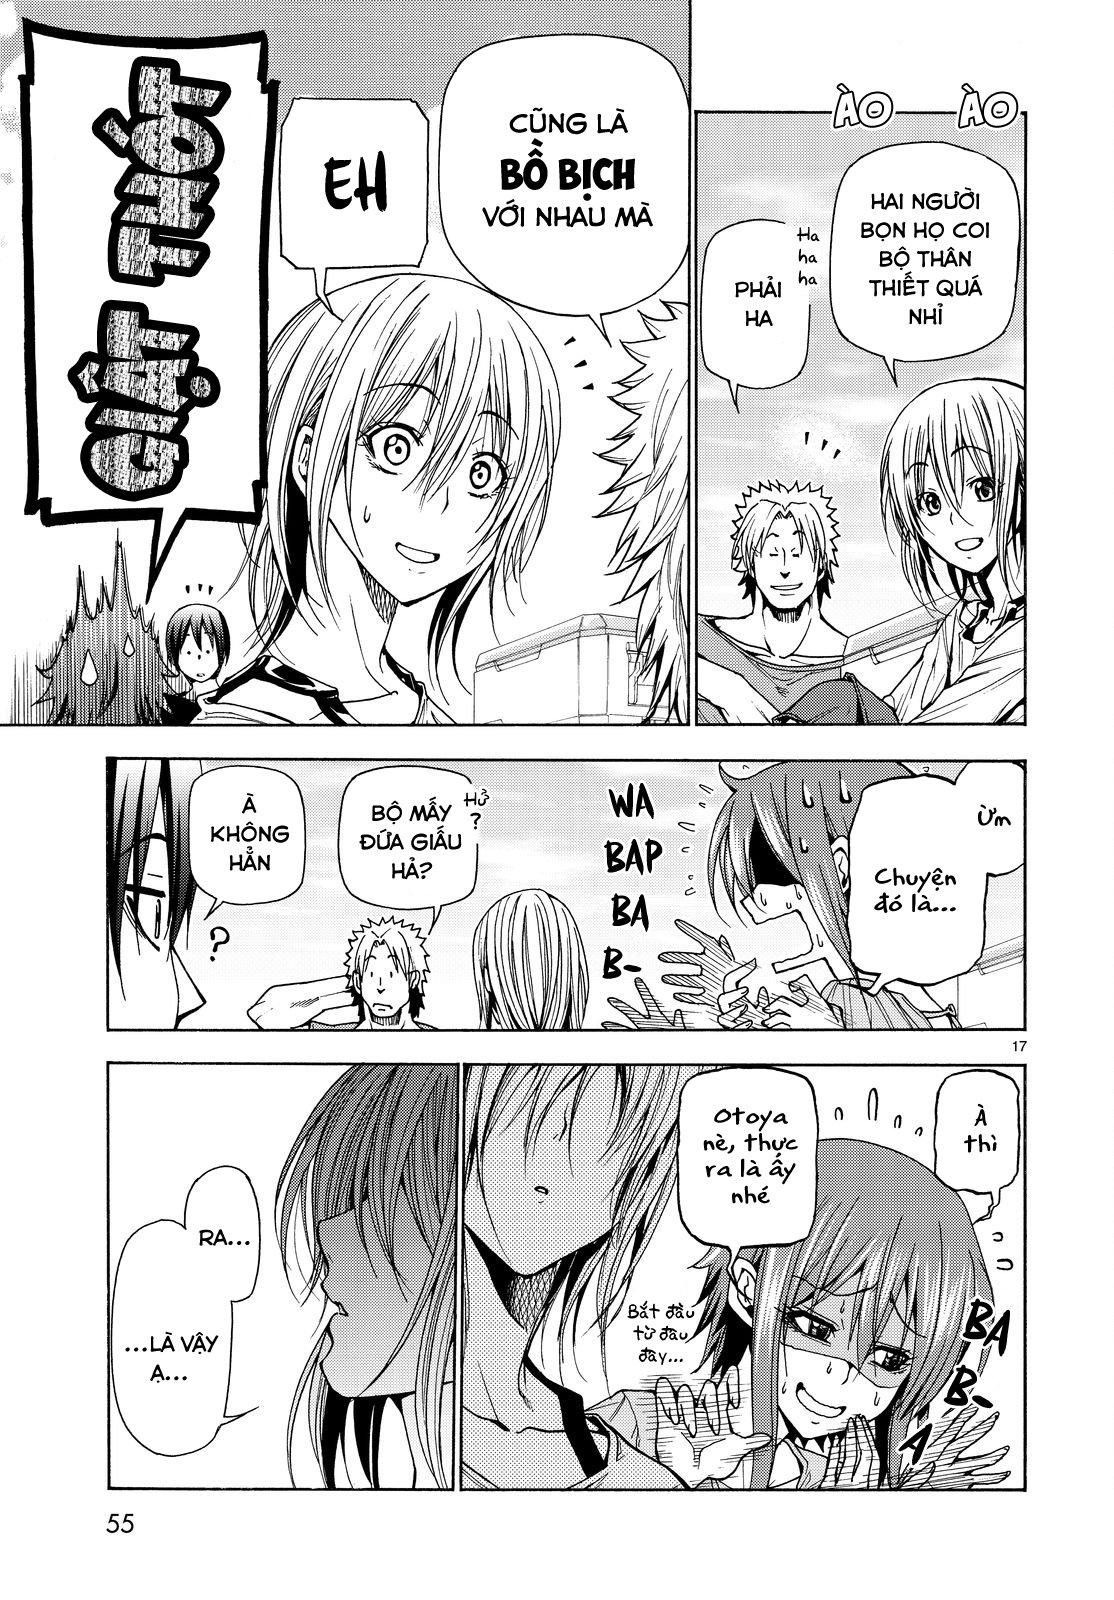 ÀO ÀO
HAI NGƯỜI
BỌN HỌ COI
BỘ THÂN
THIẾT QUÁ
NHỈ
Ha
ha
ha
PHẢI
HA
CŨNG LÀ
BỒ BỊCH
VỚI NHAU MÀ
EH
GIẬT THÓT
Ừm
Chuyện
đó là...
WA
BAP
BA
B-
Hử
?
BỘ MẤY
ĐỨA GIẤU
HẢ?
À
KHÔNG
HẲN
?
17
À
thì
Otoya
nè, thực
ra là ấy
nhé
Bắt đầu
từ đâu
đây...
BA
B-
A
RA...
...LÀ VẬY
Ạ...
55